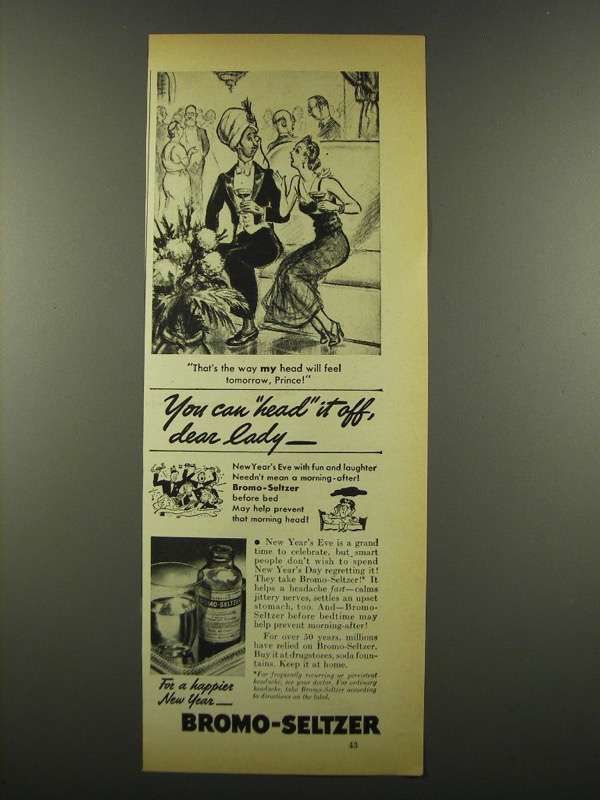 "That's the way my head will feel
tomorrow, Prince!"
You can "head" it off,
dear lady—
New Year's Eve with fun and laughter
Needn't mean a morning-after!
Bromo-Seltzer
before bed
May help prevent
that morning head!
• New Year's Eve is a grand
time to celebrate, but smart
people don't wish to spend
New Year's Day regretting it!
They take Bromo-Seltzer!* It
helps a headache fast—calms
jittery nerves, settles an upset
stomach, too. And—Bromo-
Seltzer before bedtime may
help prevent morning-after!
For over 50 years, millions
have relied on Bromo-Seltzer.
Buy it at drugstores, soda foun-
tains. Keep it at home.
*For frequently recurring or persistent
headache, see your doctor. For ordinary
headache, take Bromo-Seltzer according
to directions on the label.
For a happier
New Year—
BROMO-SELTZER
43